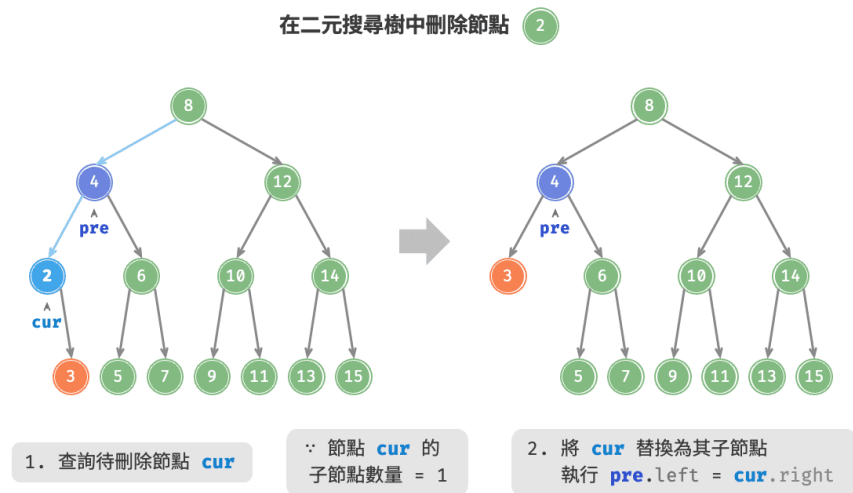 在二元搜尋樹中刪除節點 2
8 8
4 12 4 12
pre pre
2 6 10 14 3 6 10 14
cur
3 5 7 9 11 13 15 5 7 9 11 13 15
1. 查詢待刪除節點 cur
∵ 節點 cur 的
子節點數量 = 1
2. 將 cur 替換為其子節點
執行 pre.left = cur.right